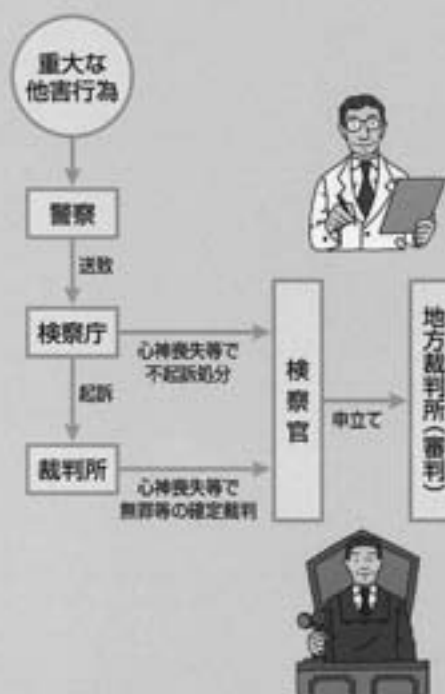 重大な
他害行為
警察
送致
検察庁
心神喪失等で
不起訴処分
起訴
裁判所
心神喪失等で
無罪等の確定裁判
検察官
申立て
地方裁判所（審判）